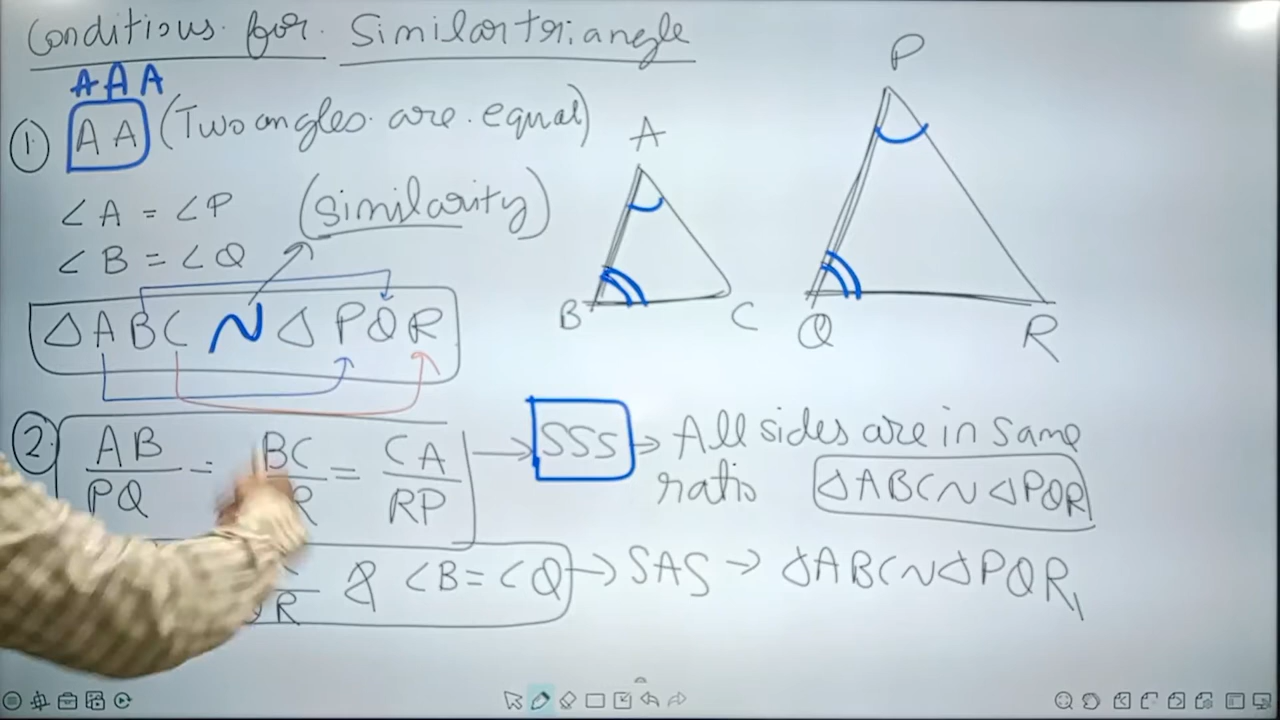 Conditions for Similar triangle
AAA
① AA (Two angles are equal)
∠A = ∠P (similarity)
∠B = ∠Q
△ABC ~ △PQR
② AB/PQ = BC/ R = CA/RP → SSS → All sides are in same
ratio △ABC ~ △PQR
R & ∠B = ∠Q → SAS → △ABC ~ △PQR
A
B
C
P
Q
R